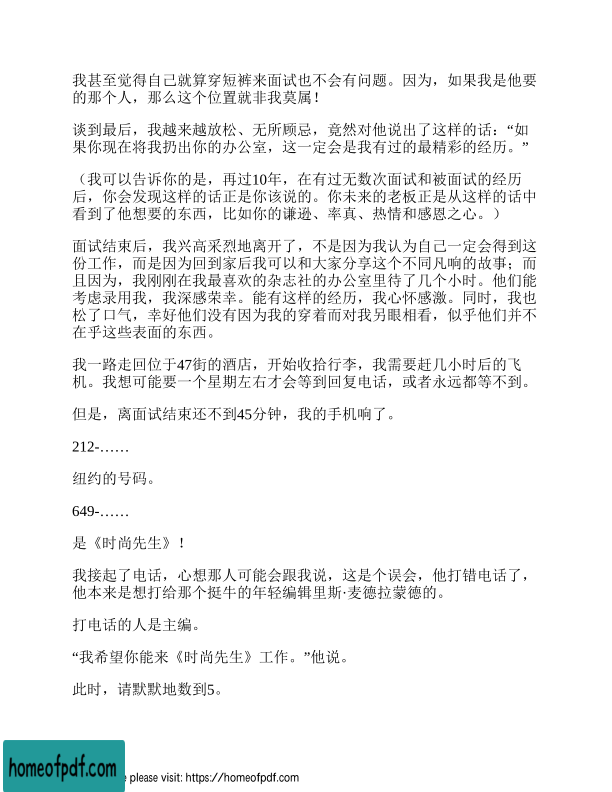 我甚至觉得自己就算穿短裤来面试也不会有问题。因为，如果我是他要
的那个人，那么这个位置就非我莫属！
谈到最后，我越来越放松、无所顾忌，竟然对他说出了这样的话：“如
果你现在将我扔出你的办公室，这一定会是我有过的最精彩的经历。”
（我可以告诉你的是，再过10年，在有过无数次面试和被面试的经历
后，你会发现这样的话正是你该说的。你未来的老板正是从这样的话中
看到了他想要的东西，比如你的谦逊、率真、热情和感恩之心。）
面试结束后，我兴高采烈地离开了，不是因为我认为自己一定会得到这
份工作，而是因为回到家后我可以和大家分享这个不同凡响的故事；而
且因为，我刚刚在我最喜欢的杂志社的办公室里待了几个小时。他们能
考虑录用我，我深感荣幸。能有这样的经历，我心怀感激。同时，我也
松了口气，幸好他们没有因为我的穿着而对我另眼相看，似乎他们并不
在乎这些表面的东西。
我一路走回位于47街的酒店，开始收拾行李，我需要赶几小时后的飞
机。我想可能要一个星期左右才会等到回复电话，或者永远都等不到。
但是，离面试结束还不到45分钟，我的手机响了。
212-……
纽约的号码。
649-……
是《时尚先生》！
我接起了电话，心想那人可能会跟我说，这是个误会，他打错电话了，
他本来是想打给那个挺牛的年轻编辑里斯·麦德拉蒙德的。
打电话的人是主编。
“我希望你能来《时尚先生》工作。”他说。
此时，请默默地数到5。
homeofpdf.com
e please visit: https://homeofpdf.com